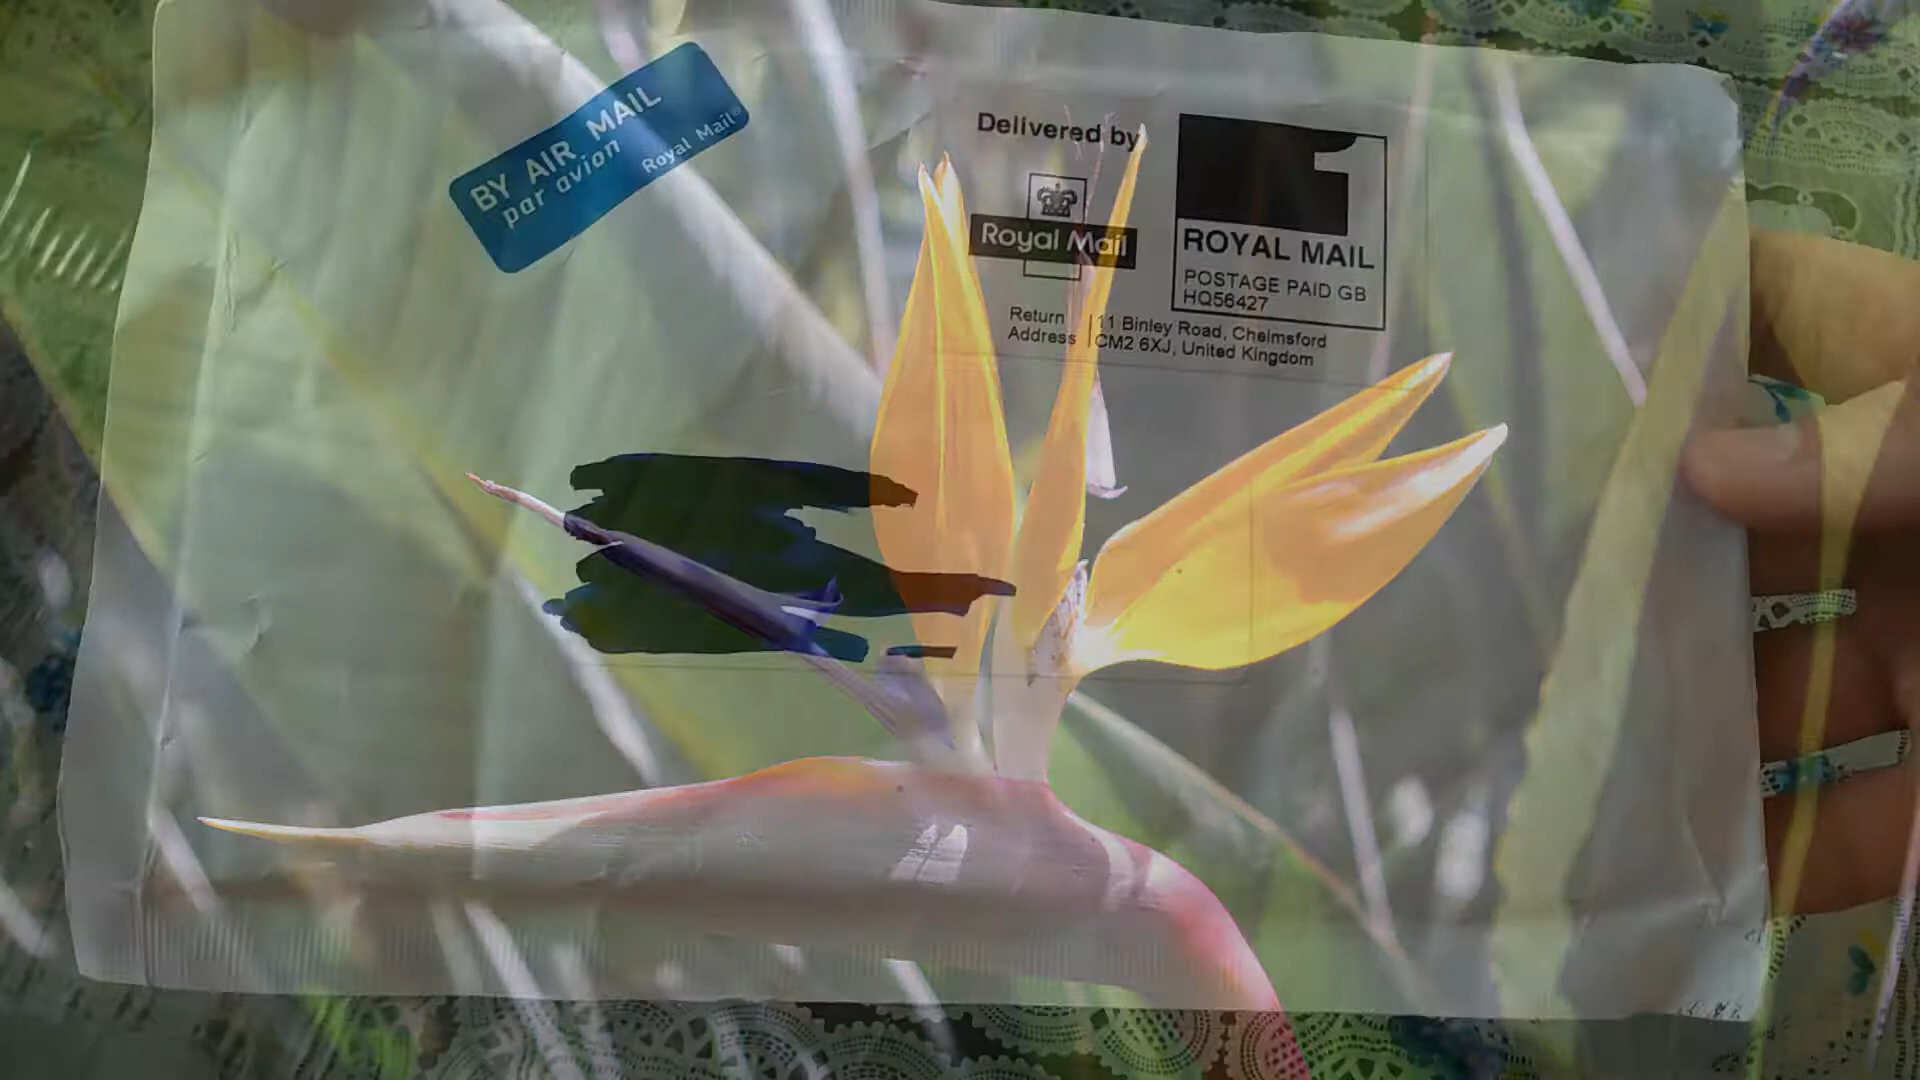 BY AIR MAIL
par avion
Royal Mail®
Delivered by
Royal Mail
1
ROYAL MAIL
POSTAGE PAID GB
HQ56427
Return Address
11 Binley Road, Chelmsford
CM2 6XJ, United Kingdom